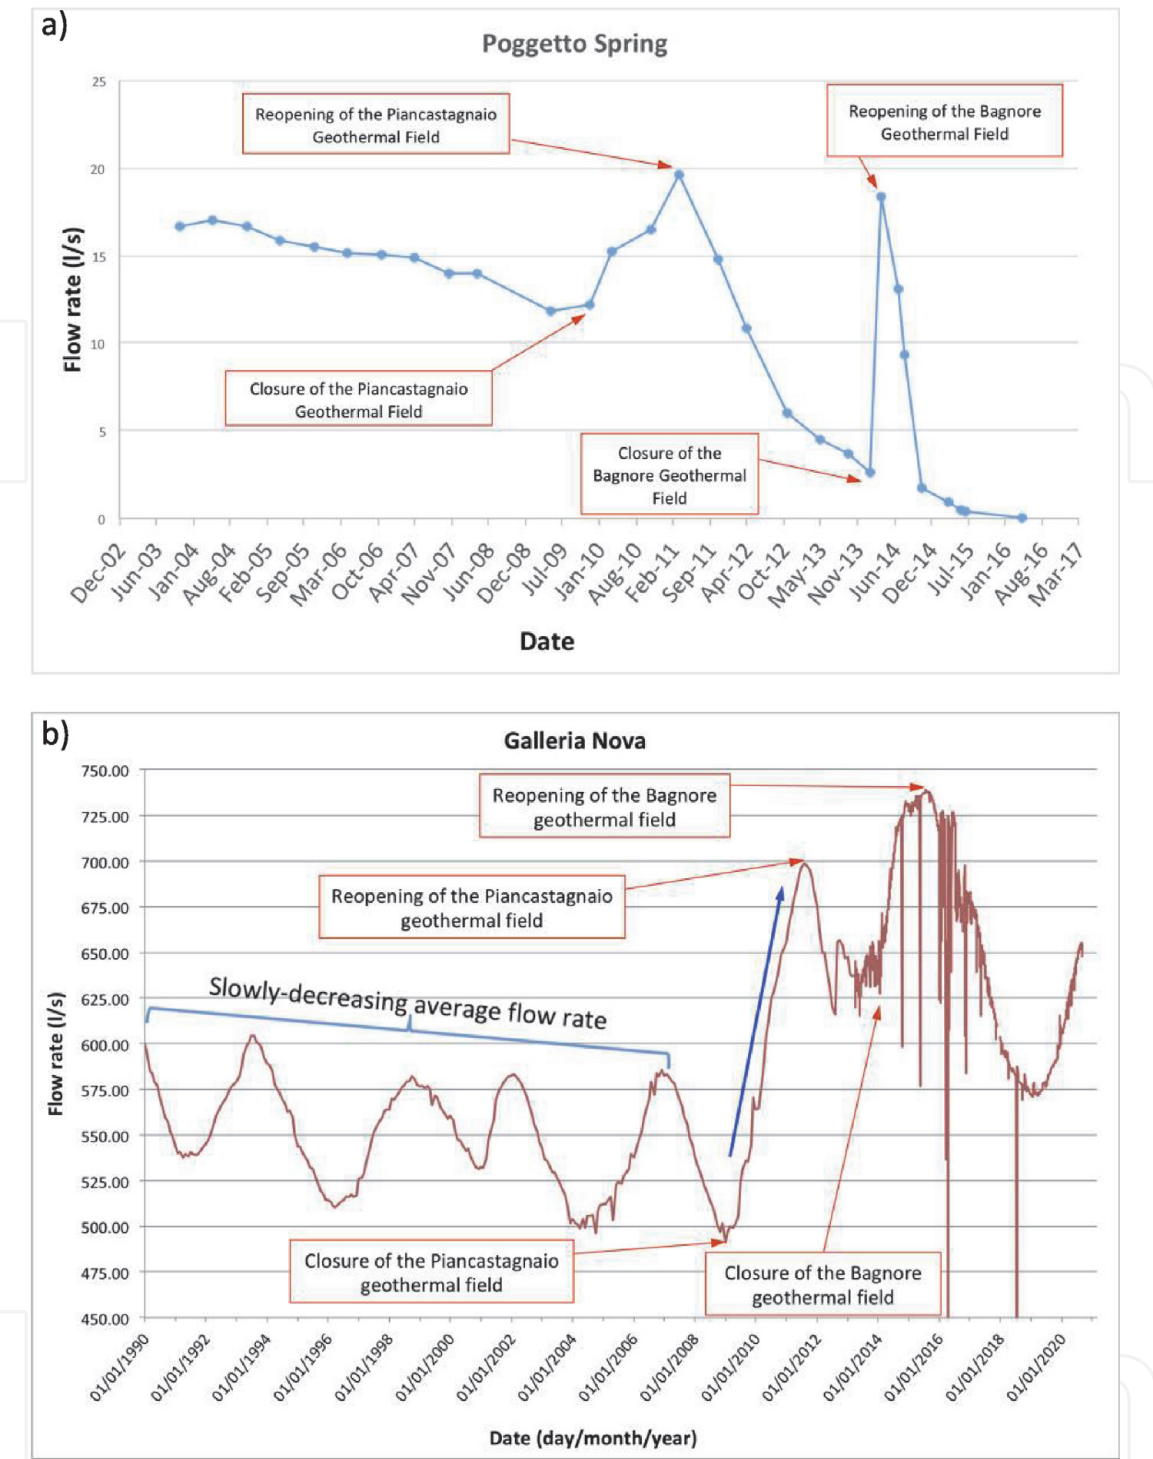 a)
Poggetto Spring
25
20
15
10
5
0
Flow rate (l/s)
Reopening of the Piancastagnaio
Geothermal Field
Reopening of the Bagnore
Geothermal Field
Closure of the Piancastagnaio
Geothermal Field
Closure of the
Bagnore Geothermal
Field
Dec-02
Jun-03
Jan-04
Aug-04
Feb-05
Sep-05
Mar-06
Oct-06
Apr-07
Nov-07
Jun-08
Dec-08
Jul-09
Jan-10
Aug-10
Feb-11
Sep-11
Apr-12
Oct-12
May-13
Nov-13
Jun-14
Dec-14
Jul-15
Jan-16
Aug-16
Mar-17
Date
b)
Galleria Nova
750.00
725.00
700.00
675.00
650.00
625.00
600.00
575.00
550.00
525.00
500.00
475.00
450.00
Flow rate (l/s)
Reopening of the Bagnore
geothermal field
Reopening of the Piancastagnaio
geothermal field
Slowly-decreasing average flow rate
Closure of the Piancastagnaio
geothermal field
Closure of the Bagnore
geothermal field
01/01/1990
01/01/1992
01/01/1994
01/01/1996
01/01/1998
01/01/2000
01/01/2002
01/01/2004
01/01/2006
01/01/2008
01/01/2010
01/01/2012
01/01/2014
01/01/2016
01/01/2018
01/01/2020
Date (day/month/year)